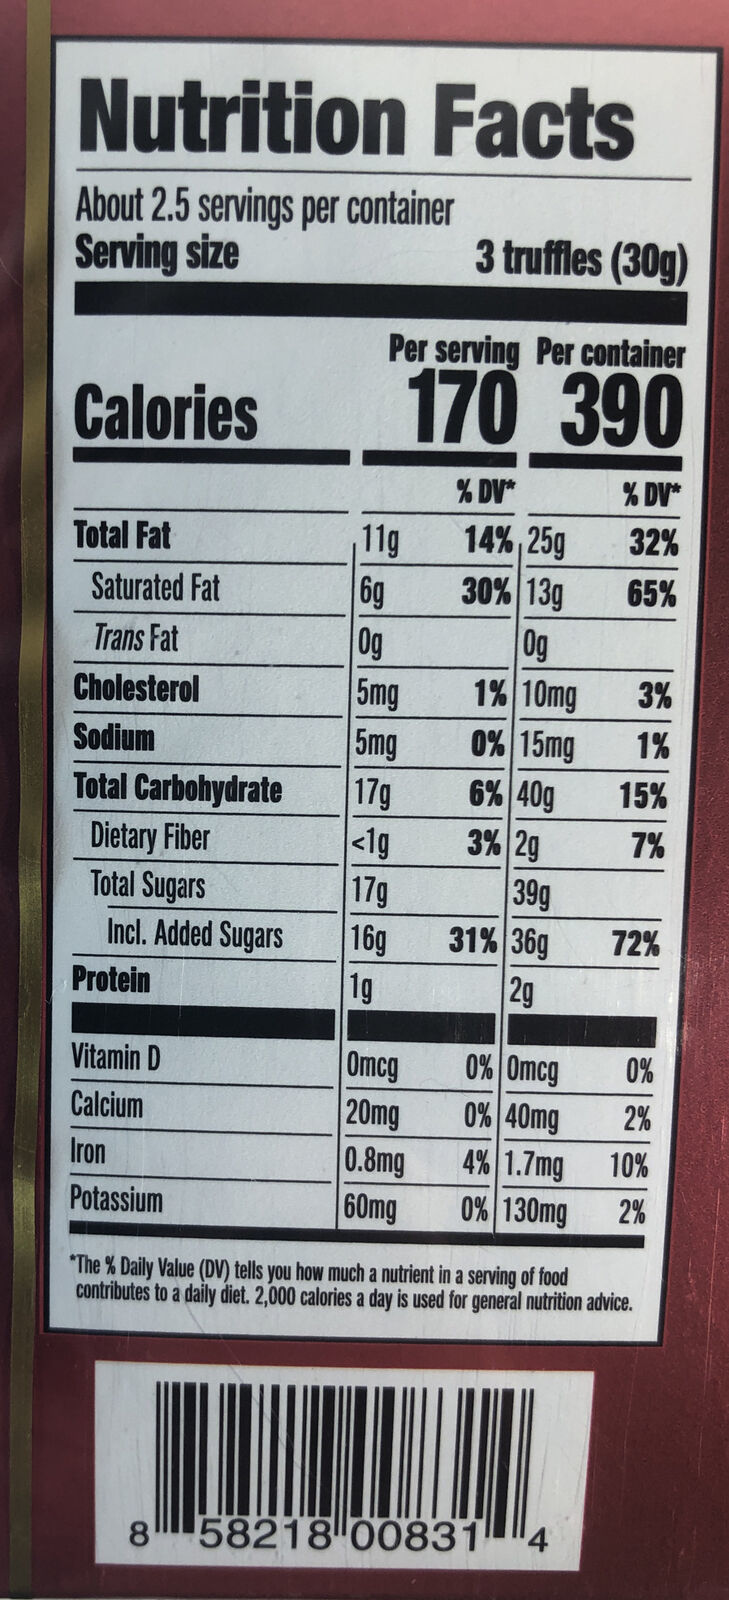 Nutrition Facts
About 2.5 servings per container
Serving size 3 truffles (30g)
Per serving Per container
Calories 170 390
% DV* % DV*
Total Fat 11g 14% 25g 32%
Saturated Fat 6g 30% 13g 65%
Trans Fat 0g 0g
Cholesterol 5mg 1% 10mg 3%
Sodium 5mg 0% 15mg 1%
Total Carbohydrate 17g 6% 40g 15%
Dietary Fiber <1g 3% 2g 7%
Total Sugars 17g 39g
Incl. Added Sugars 16g 31% 36g 72%
Protein 1g 2g
Vitamin D 0mcg 0% 0mcg 0%
Calcium 20mg 0% 40mg 2%
Iron 0.8mg 4% 1.7mg 10%
Potassium 60mg 0% 130mg 2%
*The % Daily Value (DV) tells you how much a nutrient in a serving of food
contributes to a daily diet. 2,000 calories a day is used for general nutrition advice.
8 58218 00831 4